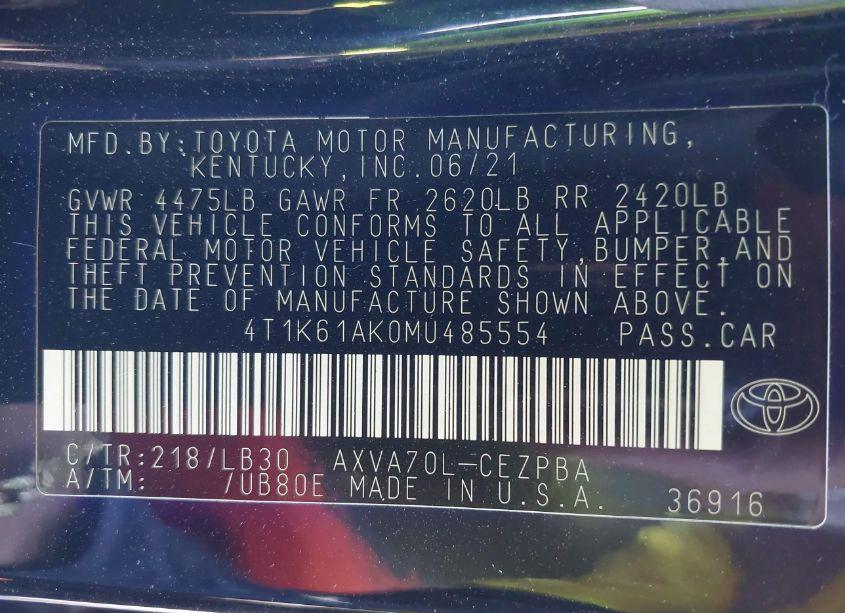 MFD. BY:TOYOTA MOTOR MANUFACTURING,
KENTUCKY, INC. 06/21
GVWR 4475LB GAWR FR 2620LB RR 2420LB
THIS VEHICLE CONFORMS TO ALL APPLICABLE
FEDERAL MOTOR VEHICLE SAFETY, BUMPER, AND
THEFT PREVENTION STANDARDS IN EFFECT ON
THE DATE OF MANUFACTURE SHOWN ABOVE.
4T1K61AK0MU485554 PASS.CAR
C/TR:218/LB30 AXVA70L-CEZPBA
A/TM: /UB80E MADE IN U.S.A. 36916